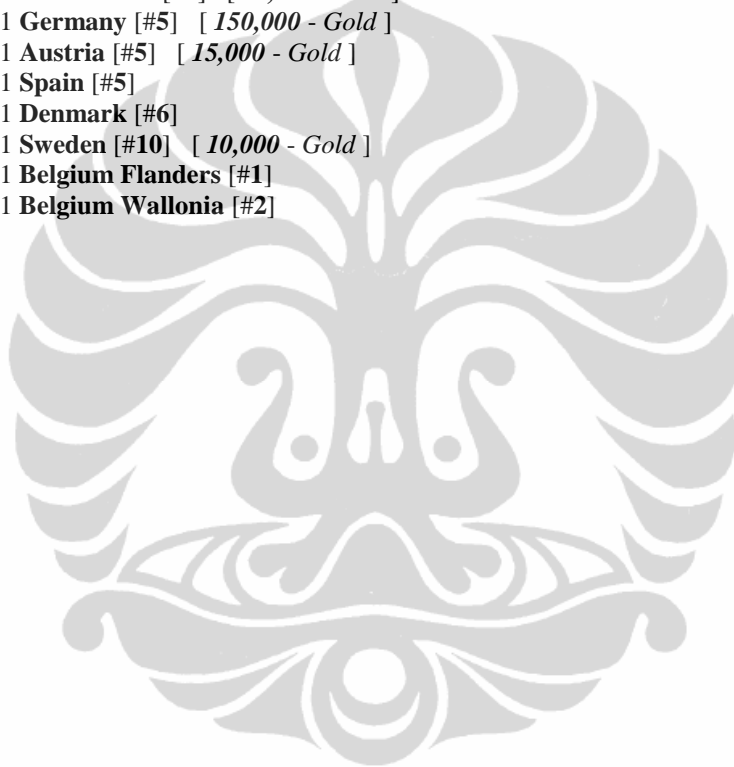 1 Germany [#5] [ 150,000 - Gold ]
1 Austria [#5] [ 15,000 - Gold ]
1 Spain [#5]
1 Denmark [#6]
1 Sweden [#10] [ 10,000 - Gold ]
1 Belgium Flanders [#1]
1 Belgium Wallonia [#2]